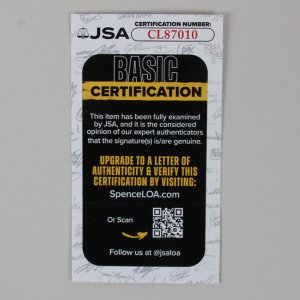 CERTIFICATION NUMBER:
JSA CL87010
BASIC
CERTIFICATION
This item has been fully examined
by JSA, and it is the considered
opinion of our expert authenticators
that the signature(s) is/are genuine.
UPGRADE TO A LETTER OF
AUTHENTICITY & VERIFY THIS
CERTIFICATION BY VISITING:
SpenceLOA.com
Or Scan
Follow us at @jsaloa